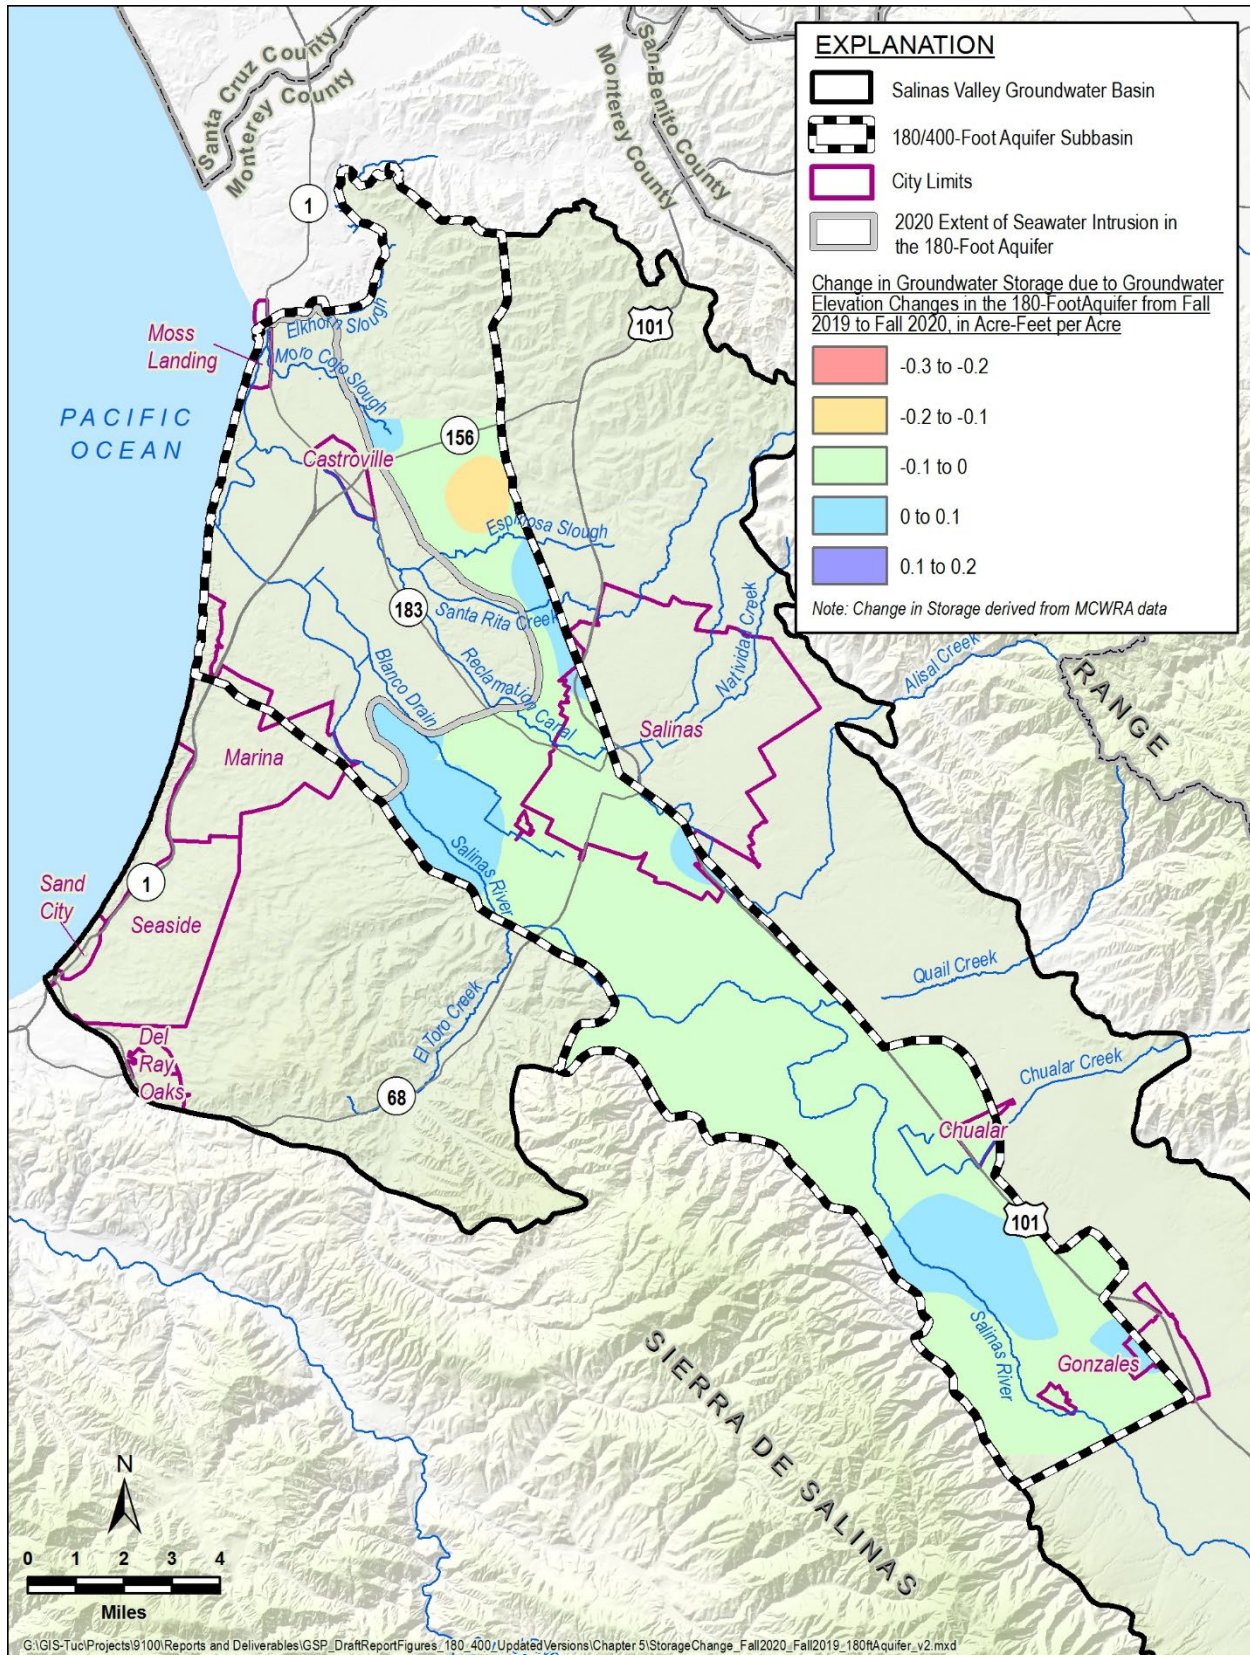 EXPLANATION
Salinas Valley Groundwater Basin
180/400-Foot Aquifer Subbasin
City Limits
2020 Extent of Seawater Intrusion in
the 180-Foot Aquifer
Change in Groundwater Storage due to Groundwater
Elevation Changes in the 180-FootAquifer from Fall
2019 to Fall 2020, in Acre-Feet per Acre
-0.3 to -0.2
-0.2 to -0.1
-0.1 to 0
0 to 0.1
0.1 to 0.2
Note: Change in Storage derived from MCWRA data
Santa Cruz County
Monterey County
San Benito County
Monterey County
1
101
Elkhorn Slough
Moss
Landing
Moro Cojo Slough
PACIFIC
OCEAN
156
Castroville
Espinosa Slough
183
Santa Rita Creek
Natividad Creek
Alisal Creek
RANGE
Blanco Drain
Reclamation Canal
Salinas
Marina
Salinas River
Sand
City
1
Seaside
Quail Creek
El Toro Creek
Del
Ray
Oaks
68
Chualar Creek
Chualar
101
Salinas River
Gonzales
SIERRA DE SALINAS
N
0 1 2 3 4
Miles
G:\GIS-Tuc\Projects\9100\Reports and Deliverables\GSP_DraftReportFigures_180_400_UpdatedVersions\Chapter 5\StorageChange_Fall2020_Fall2019_180ftAquifer_v2.mxd